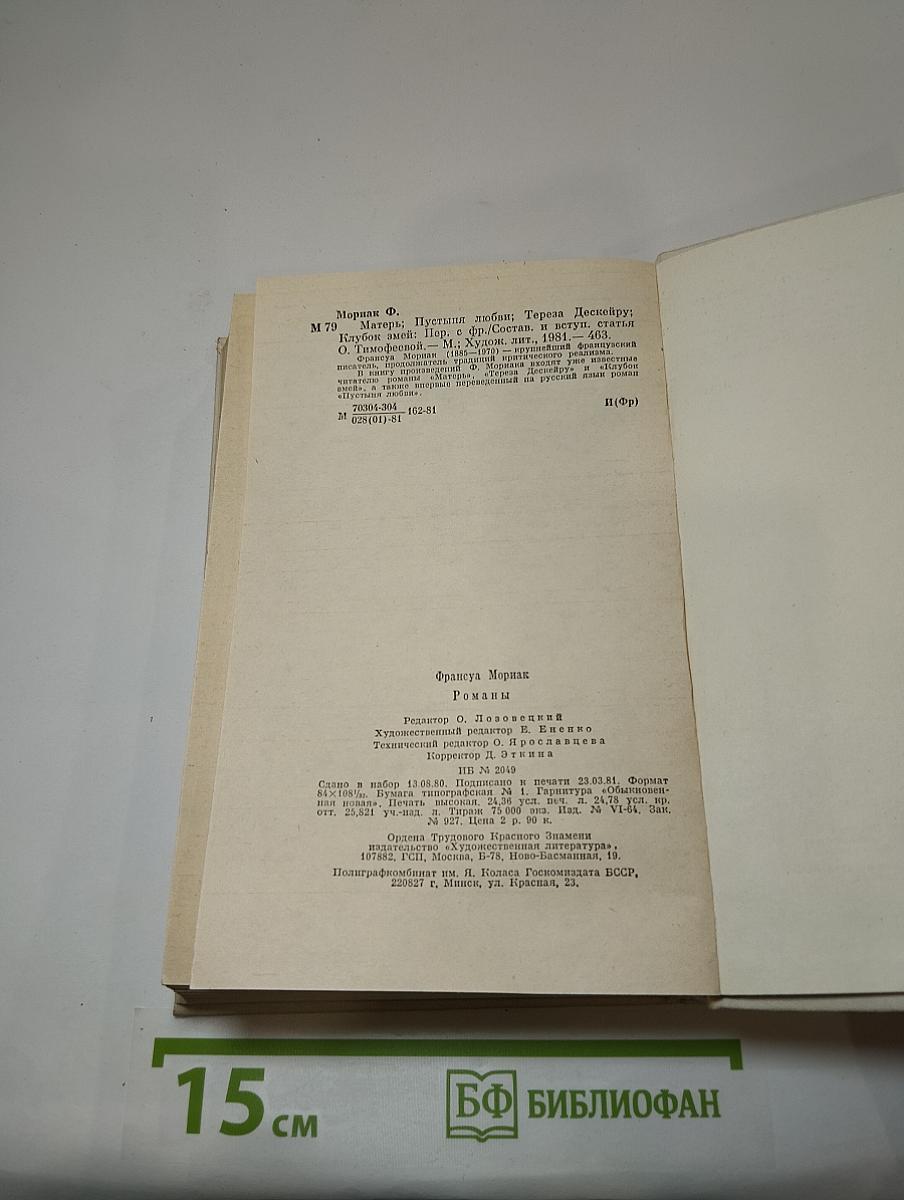 Мориак Ф.
М 79 Матерь; Пустыня любви; Тереза Дескейру;
Клубок змей: Пер. с фр./Состав. и вступ. статья
О. Тимофеевой.— М.; Худож. лит., 1981.— 463.
Франсуа Мориак (1885—1970) — крупнейший французский
писатель, продолжатель традиций критического реализма.
В книгу произведений Ф. Мориака входят уже известные
читателю романы «Матерь», «Тереза Дескейру» и «Клубок
змей», а также впервые переведенный на русский язык роман
«Пустыня любви».
М 70304-304
028(01)-81 162-81 И(Фр)
Франсуа Мориак
Романы
Редактор О. Лозовецкий
Художественный редактор Е. Ененко
Технический редактор О. Ярославцева
Корректор Д. Эткина
ИБ № 2049
Сдано в набор 13.08.80. Подписано к печати 23.03.81. Формат
84×108¹/₃₂. Бумага типографская № 1. Гарнитура «Обыкновен-
ная новая». Печать высокая. 24,36 усл. печ. л. 24,78 усл. кр.
отт. 25,821 уч.-изд. л. Тираж 75 000 экз. Изд. № VI-64. Зак.
№ 927. Цена 2 р. 90 к.
Ордена Трудового Красного Знамени
издательство «Художественная литература».
107882, ГСП, Москва, Б-78, Ново-Басманная, 19.
Полиграфкомбинат им. Я. Коласа Госкомиздата БССР,
220827 г. Минск, ул. Красная, 23.
15 см
БФ БИБЛИОФАН